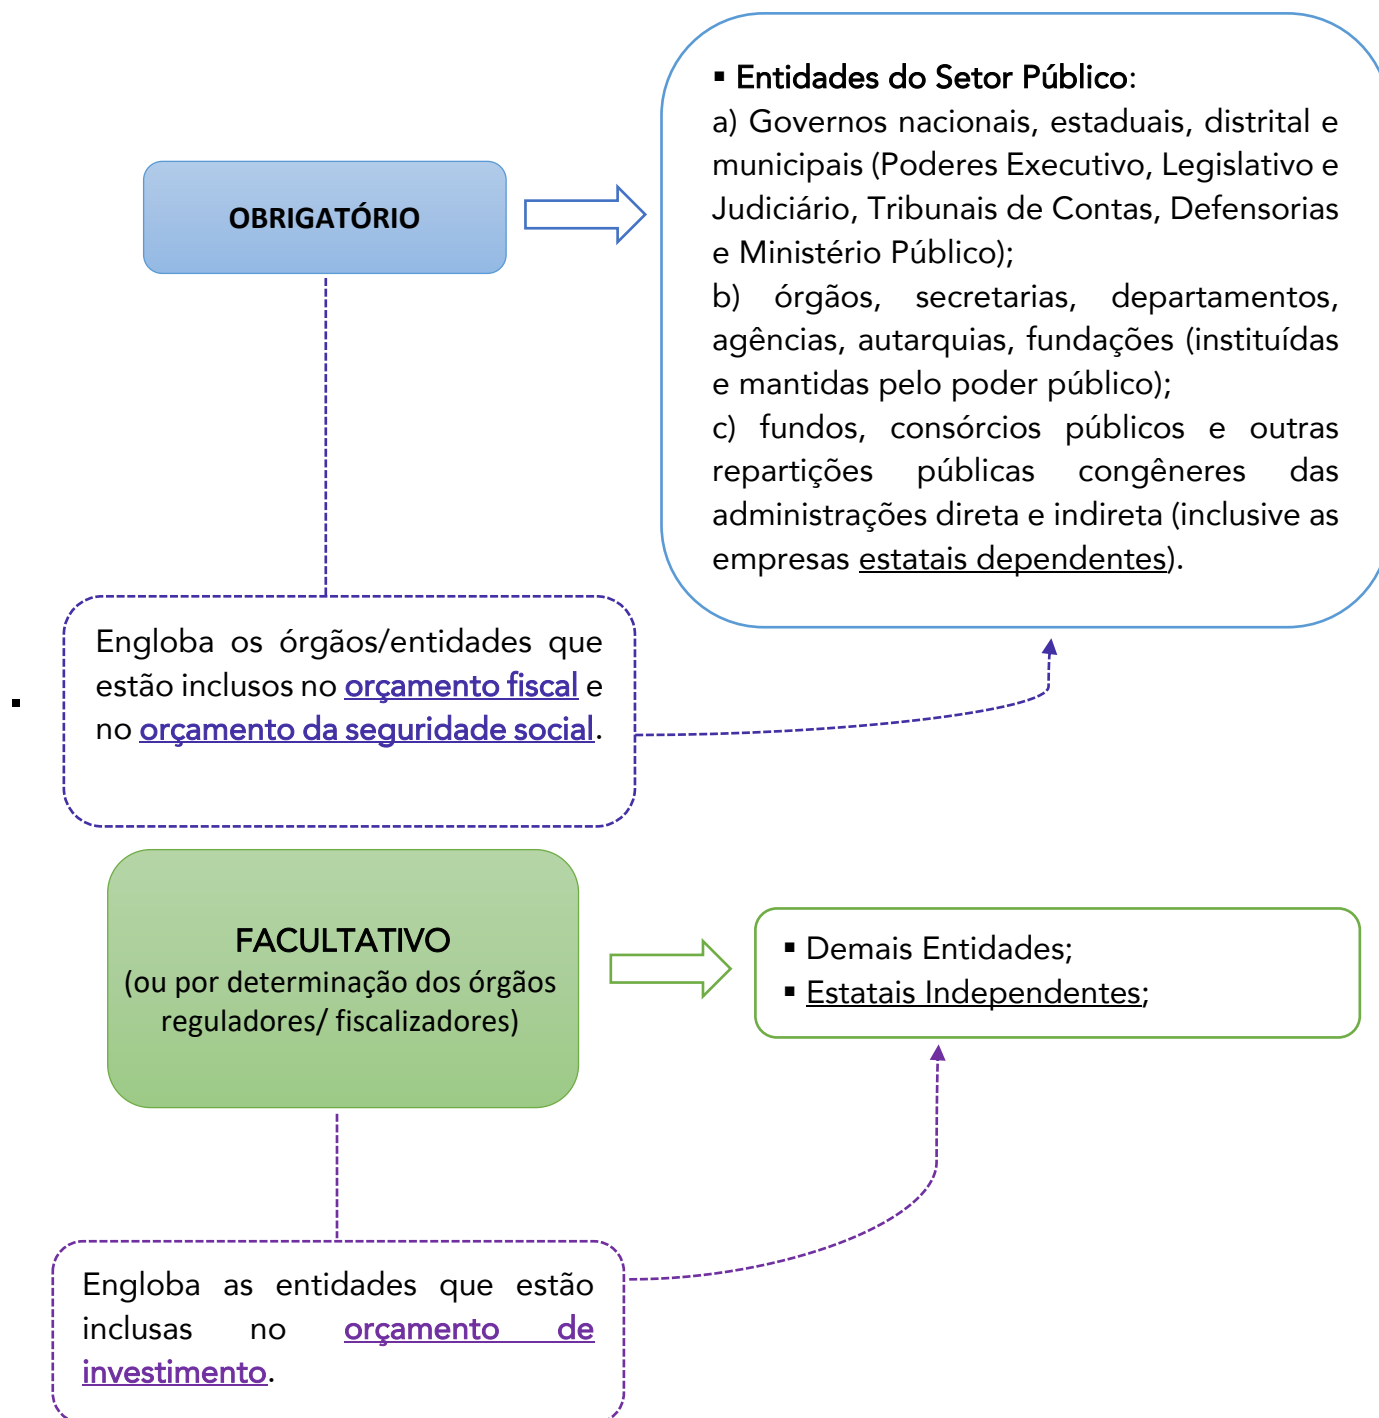 OBRIGATÓRIO
▪ Entidades do Setor Público:
a) Governos nacionais, estaduais, distrital e
municipais (Poderes Executivo, Legislativo e
Judiciário, Tribunais de Contas, Defensorias
e Ministério Público);
b) órgãos, secretarias, departamentos,
agências, autarquias, fundações (instituídas
e mantidas pelo poder público);
c) fundos, consórcios públicos e outras
repartições públicas congêneres das
administrações direta e indireta (inclusive as
empresas estatais dependentes).
Engloba os órgãos/entidades que
estão inclusos no orçamento fiscal e
no orçamento da seguridade social.
▪
FACULTATIVO
(ou por determinação dos órgãos
reguladores/ fiscalizadores)
▪ Demais Entidades;
▪ Estatais Independentes;
Engloba as entidades que estão
inclusas no orçamento de
investimento.